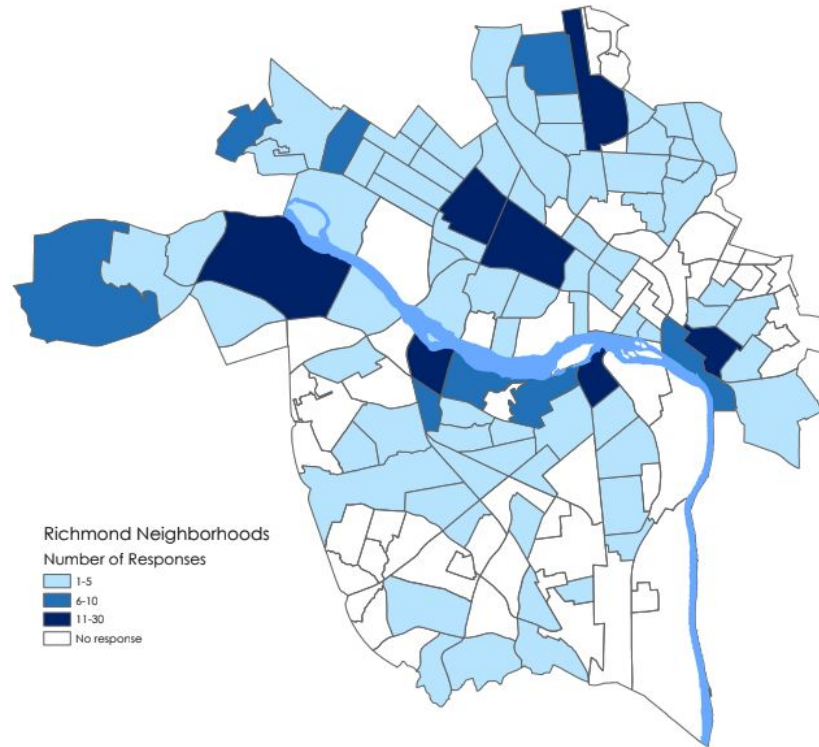 Richmond Neighborhoods
Number of Responses
1-5
6-10
11-30
No response